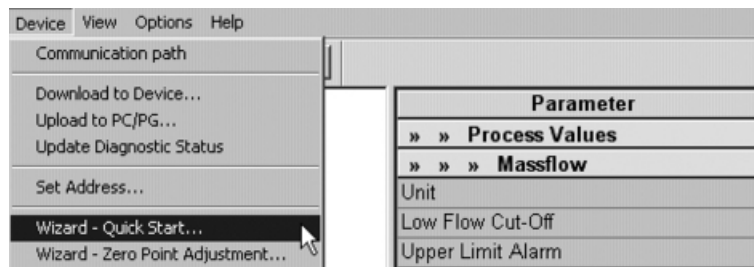 Device View Options Help
Communication path
Download to Device...
Upload to PC/PG...
Update Diagnostic Status
Set Address...
Wizard - Quick Start...
Wizard - Zero Point Adjustment...
Parameter
» » Process Values
» » » Massflow
Unit
Low Flow Cut-Off
Upper Limit Alarm